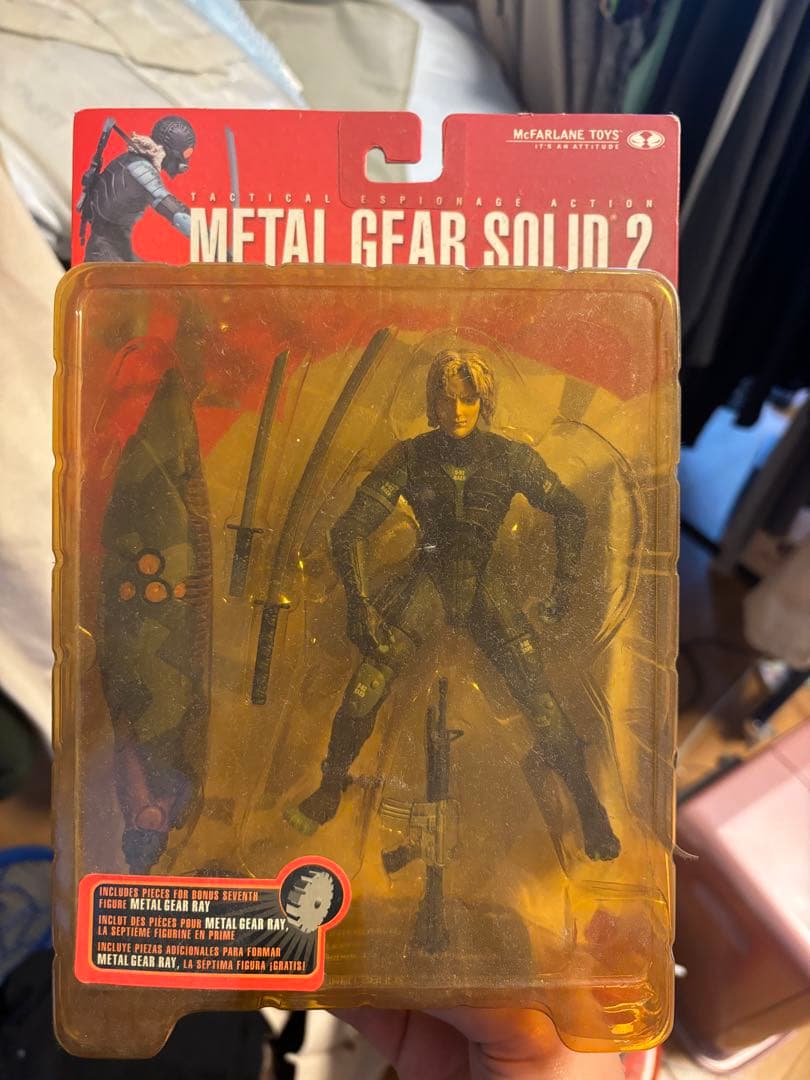 McFARLANE TOYS™
IT'S AN ATTITUDE
TACTICAL ESPIONAGE ACTION
METAL GEAR SOLID 2
INCLUDES PIECES FOR BONUS SEVENTH
FIGURE METAL GEAR RAY
INCLUT DES PIÈCES POUR METAL GEAR RAY,
LA SEPTIÈME FIGURINE EN PRIME
INCLUYE PIEZAS ADICIONALES PARA FORMAR
METAL GEAR RAY, LA SÉPTIMA FIGURA ¡GRATIS!